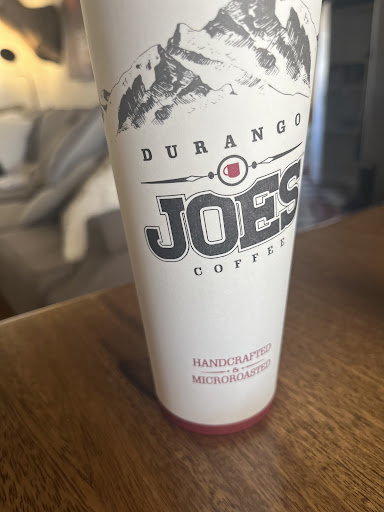 DURANGO
JOES
COFFEE
HANDCRAFTED
&
MICROROASTED